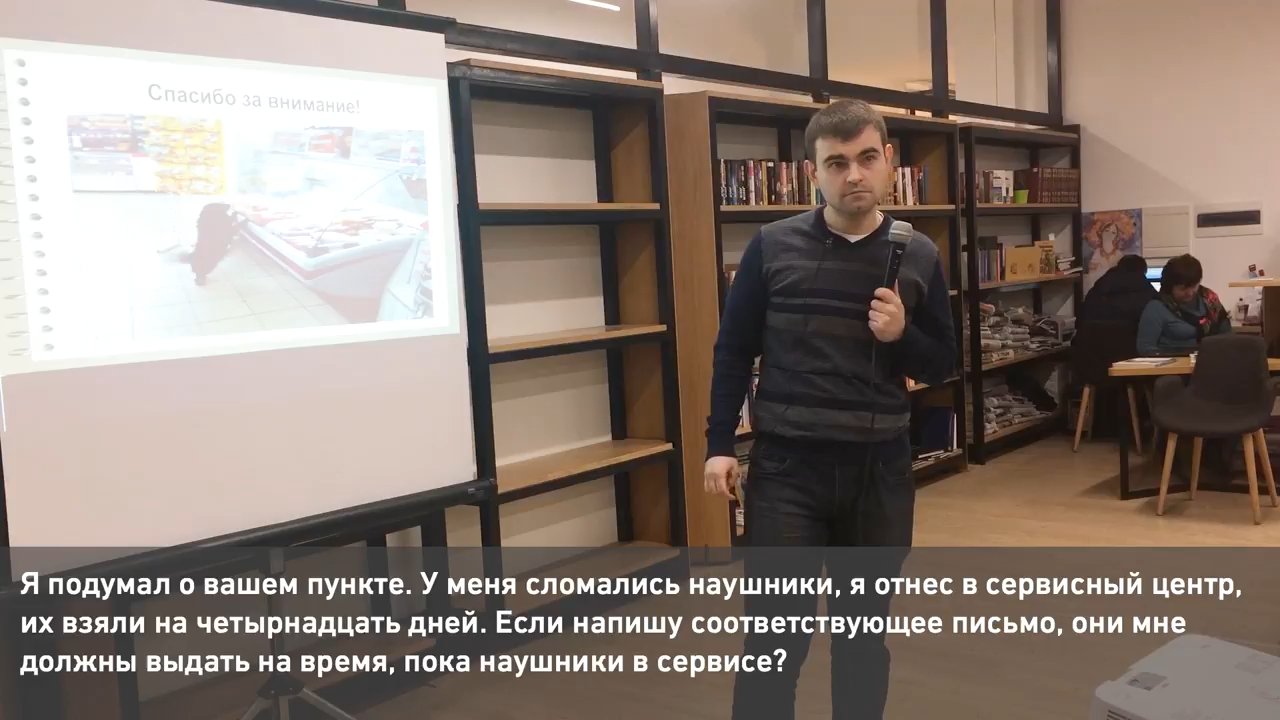 Спасибо за внимание!
Я подумал о вашем пункте. У меня сломались наушники, я отнес в сервисный центр,
их взяли на четырнадцать дней. Если напишу соответствующее письмо, они мне
должны выдать на время, пока наушники в сервисе?